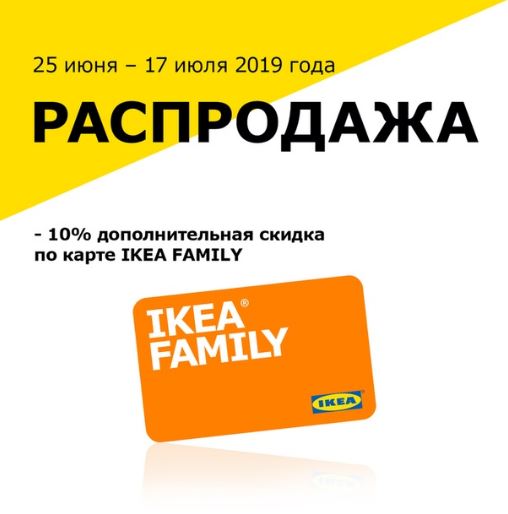 25 июня – 17 июля 2019 года
РАСПРОДАЖА
- 10% дополнительная скидка
по карте IKEA FAMILY
IKEA®
FAMILY
IKEA